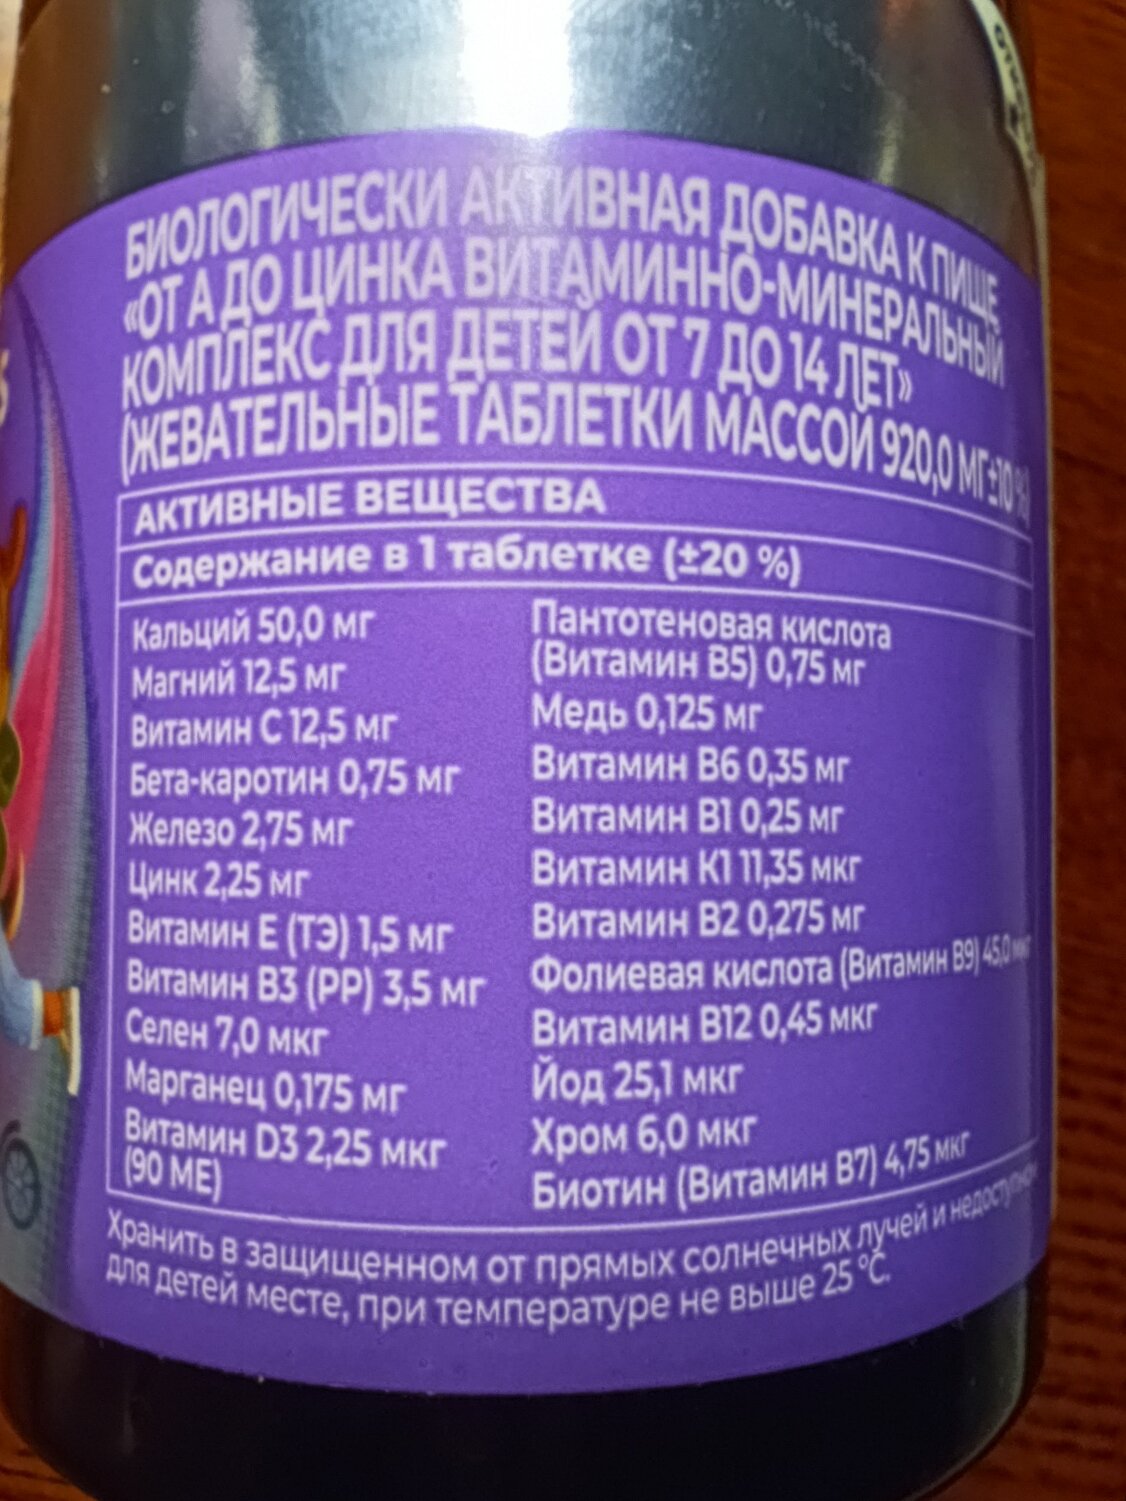 БИОЛОГИЧЕСКИ АКТИВНАЯ ДОБАВКА К ПИЩЕ
«ОТ А ДО ЦИНКА ВИТАМИННО-МИНЕРАЛЬНЫЙ
КОМПЛЕКС ДЛЯ ДЕТЕЙ ОТ 7 ДО 14 ЛЕТ»
(ЖЕВАТЕЛЬНЫЕ ТАБЛЕТКИ МАССОЙ 920,0 МГ±10 %)
АКТИВНЫЕ ВЕЩЕСТВА
Содержание в 1 таблетке (±20 %)
Кальций 50,0 мг
Магний 12,5 мг
Витамин С 12,5 мг
Бета-каротин 0,75 мг
Железо 2,75 мг
Цинк 2,25 мг
Витамин Е (ТЭ) 1,5 мг
Витамин В3 (РР) 3,5 мг
Селен 7,0 мкг
Марганец 0,175 мг
Витамин D3 2,25 мкг
(90 МЕ)
Пантотеновая кислота
(Витамин В5) 0,75 мг
Медь 0,125 мг
Витамин В6 0,35 мг
Витамин В1 0,25 мг
Витамин К1 11,35 мкг
Витамин В2 0,275 мг
Фолиевая кислота (Витамин В9) 45,0 мкг
Витамин В12 0,45 мкг
Йод 25,1 мкг
Хром 6,0 мкг
Биотин (Витамин В7) 4,75 мкг
Хранить в защищенном от прямых солнечных лучей и недоступном
для детей месте, при температуре не выше 25 °С.